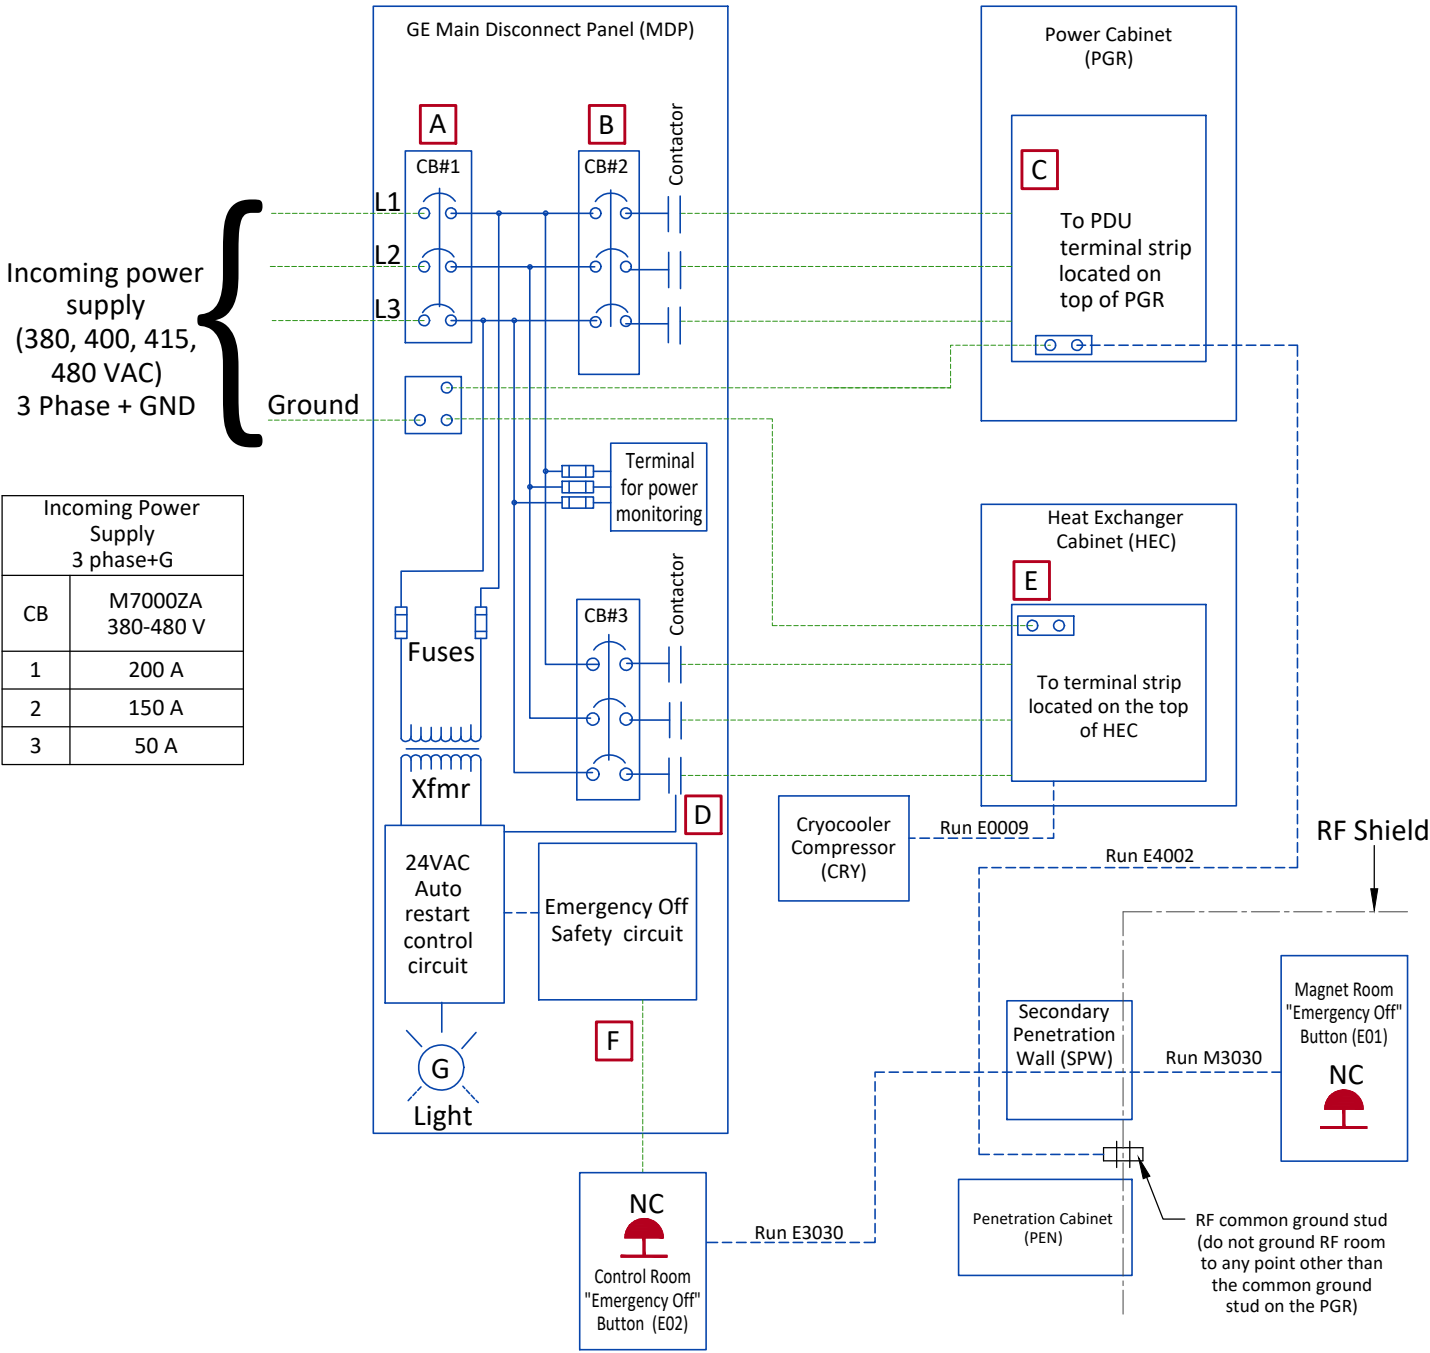 GE Main Disconnect Panel (MDP)
A
B
CB#1
CB#2
Contactor
L1
L2
L3
Incoming power
supply
(380, 400, 415,
480 VAC)
3 Phase + GND
Ground
Power Cabinet
(PGR)
C
To PDU
terminal strip
located on
top of PGR
Terminal
for power
monitoring
Incoming Power
Supply
3 phase+G
CB
M7000ZA
380-480 V
1
200 A
2
150 A
3
50 A
Heat Exchanger
Cabinet (HEC)
E
To terminal strip
located on the top
of HEC
CB#3
Contactor
Fuses
Xfmr
D
24VAC
Auto
restart
control
circuit
Emergency Off
Safety circuit
F
G
Light
Cryocooler
Compressor
(CRY)
Run E0009
Run E4002
RF Shield
Secondary
Penetration
Wall (SPW)
Run M3030
Magnet Room
"Emergency Off"
Button (E01)
NC
NC
Control Room
"Emergency Off"
Button (E02)
Run E3030
Penetration Cabinet
(PEN)
RF common ground stud
(do not ground RF room
to any point other than
the common ground
stud on the PGR)